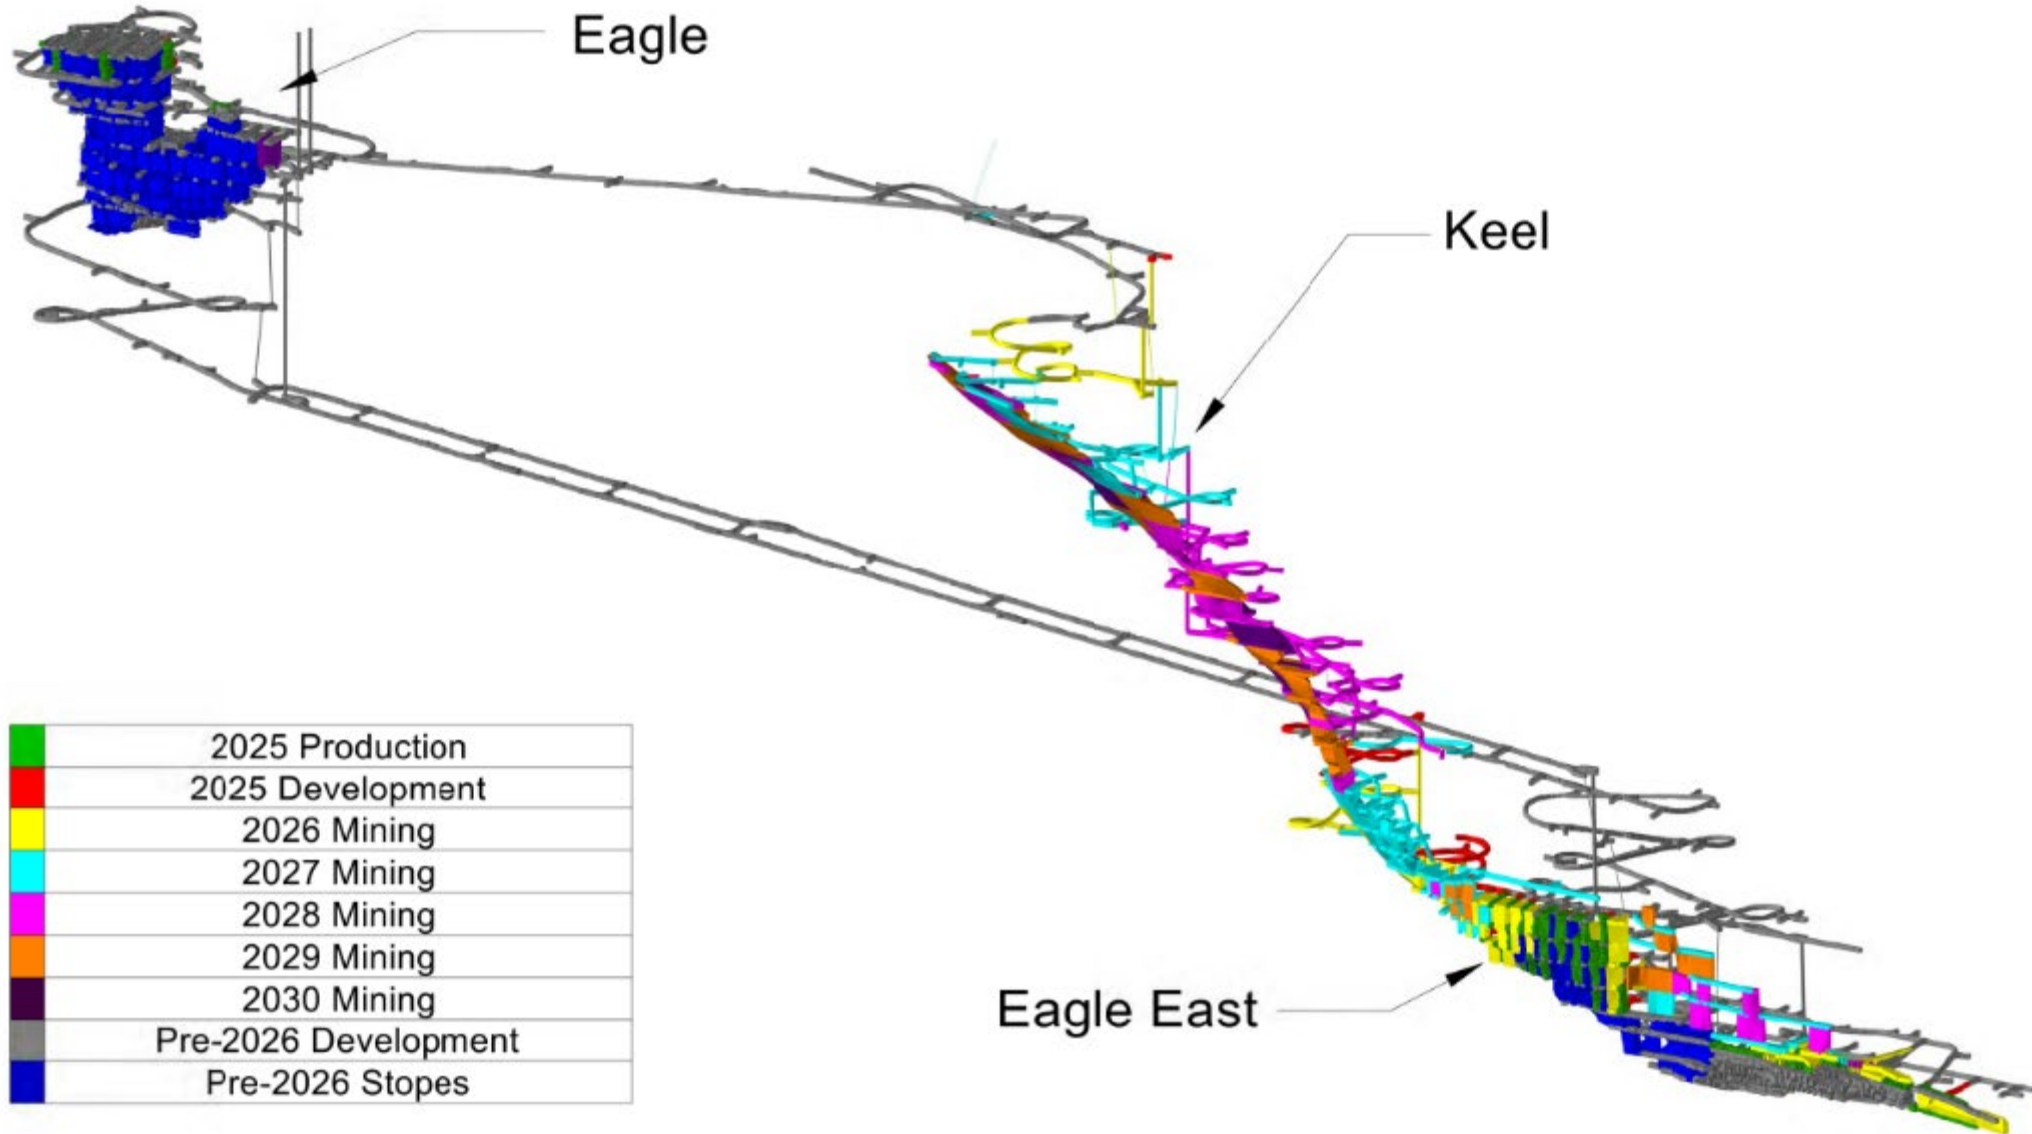 Eagle
Keel
2025 Production
2025 Development
2026 Mining
2027 Mining
2028 Mining
2029 Mining
2030 Mining
Pre-2026 Development
Pre-2026 Stopes
Eagle East